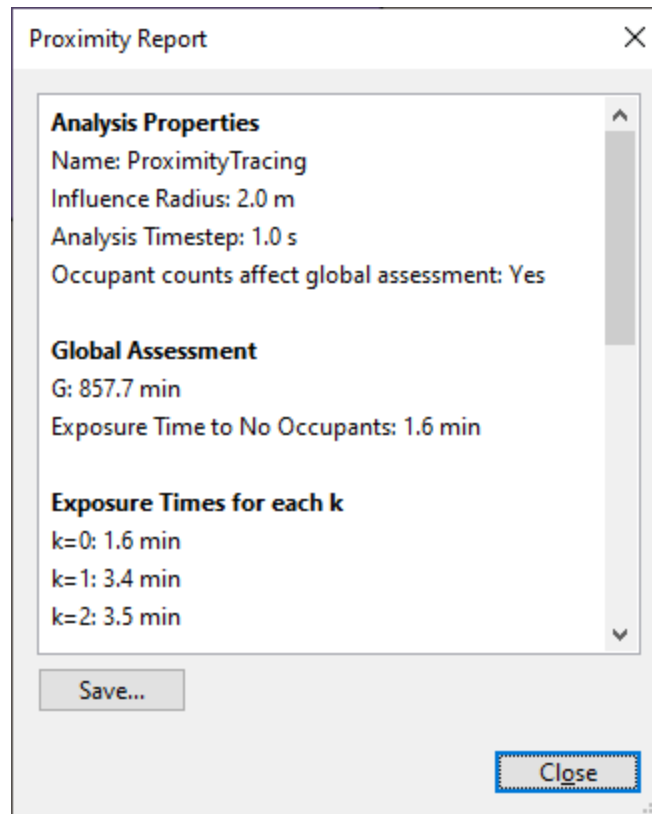 Proximity Report
Analysis Properties
Name: ProximityTracing
Influence Radius: 2.0 m
Analysis Timestep: 1.0 s
Occupant counts affect global assessment: Yes
Global Assessment
G: 857.7 min
Exposure Time to No Occupants: 1.6 min
Exposure Times for each k
k=0: 1.6 min
k=1: 3.4 min
k=2: 3.5 min
Save...
Close